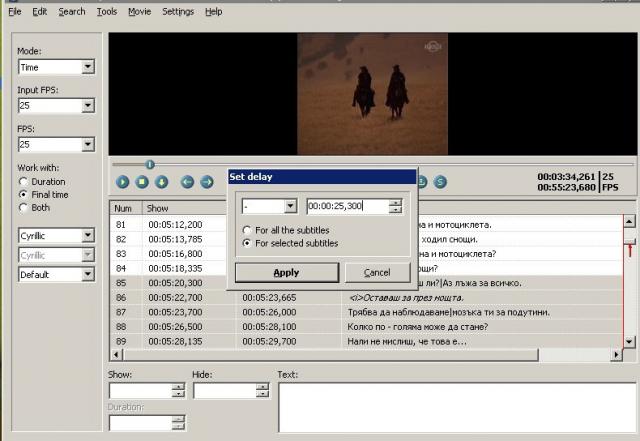 File Edit Search Tools Movie Settings Help
Mode:
Time
Input FPS:
25
FPS:
25
Work with:
Duration
Final time
Both
Cyrillic
Cyrillic
Default
00:03:34,261 25
00:55:23,680 FPS
Set delay
- 00:00:25,300
For all the subtitles
For selected subtitles
Apply Cancel
Num Show
81 00:05:12,200 на и мотоциклета.
82 00:05:13,785 ходил снощи.
83 00:05:16,800 на и мотоциклета?
84 00:05:18,335 ощи?
85 00:05:20,300 ш ли?|Аз лъжа за всичко.
86 00:05:22,700 00:05:23,665 <i>Оставаш за през нощта.
87 00:05:23,700 00:05:26,000 Трябва да наблюдаваме|мозъка ти за подутини.
88 00:05:26,500 00:05:28,100 Колко по - голяма може да стане?
89 00:05:28,135 00:05:29,700 Нали не мислиш, че това е...
Show: Hide: Text:
Duration: